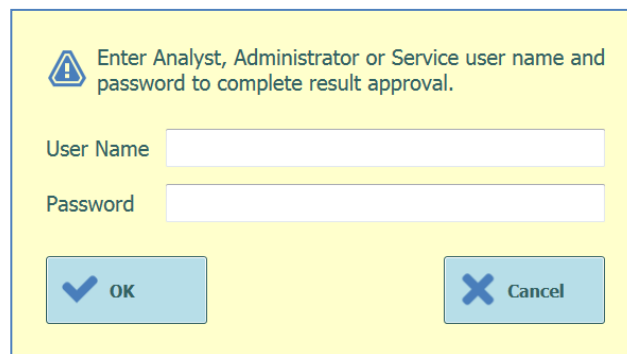 Enter Analyst, Administrator or Service user name and
password to complete result approval.
User Name
Password
OK
Cancel